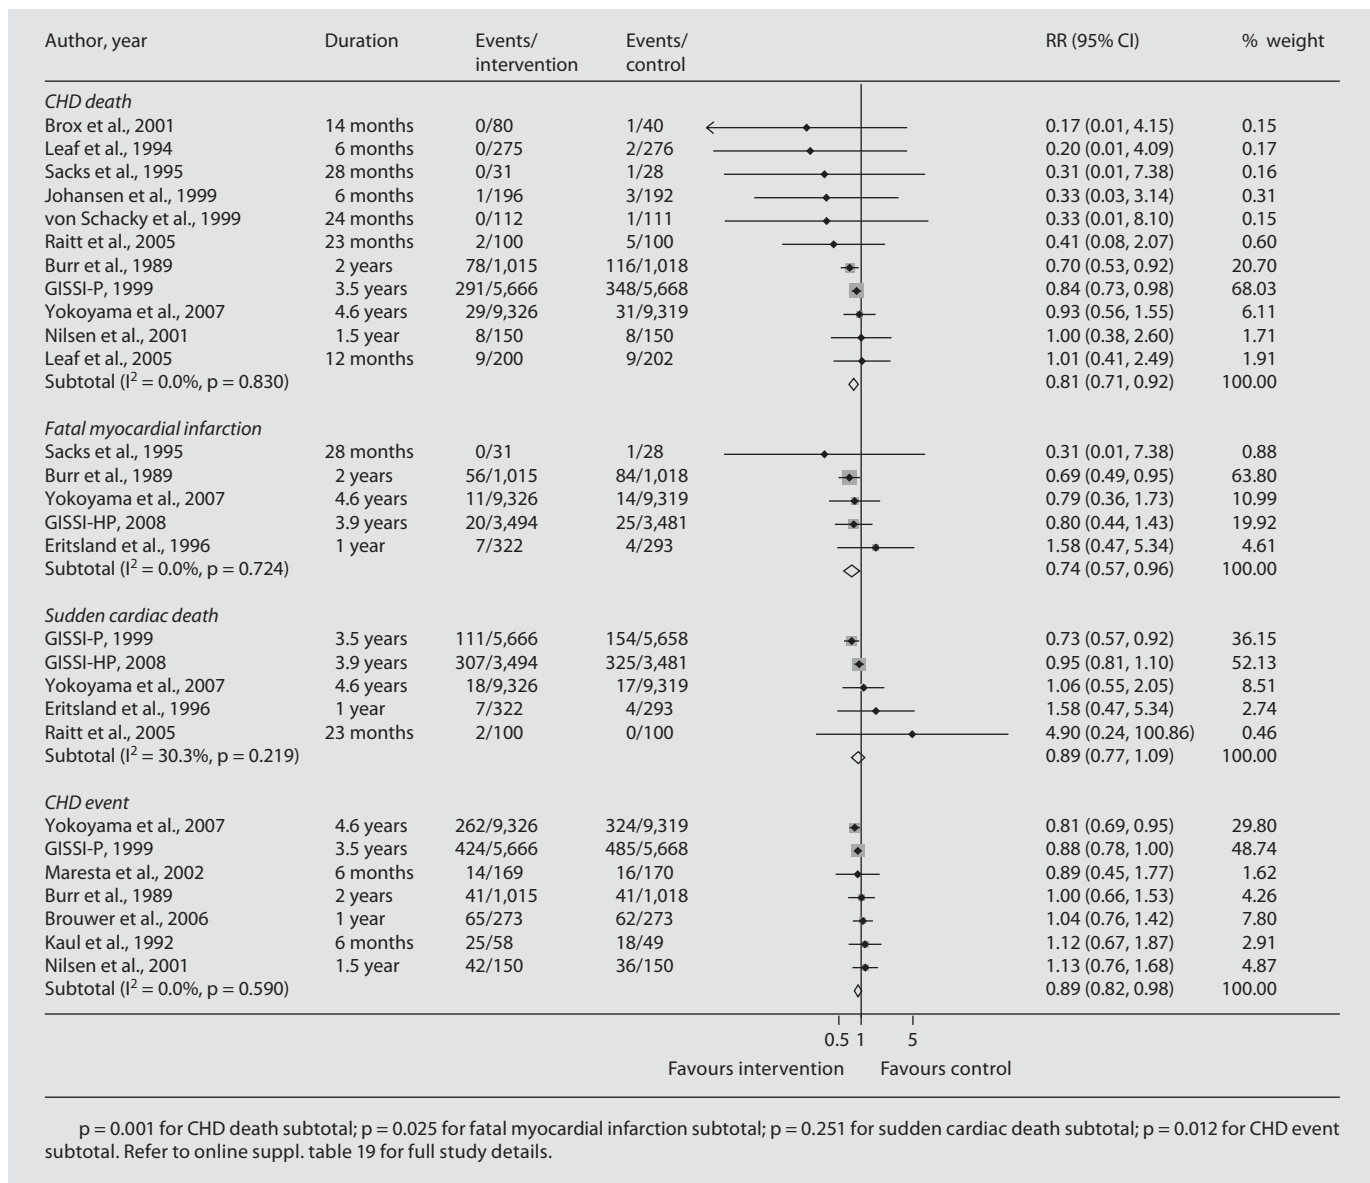 Author, year Duration Events/ intervention Events/ control RR (95% CI) % weight
CHD death
Brox et al., 2001 14 months 0/80 1/40 0.17 (0.01, 4.15) 0.15
Leaf et al., 1994 6 months 0/275 2/276 0.20 (0.01, 4.09) 0.17
Sacks et al., 1995 28 months 0/31 1/28 0.31 (0.01, 7.38) 0.16
Johansen et al., 1999 6 months 1/196 3/192 0.33 (0.03, 3.14) 0.31
von Schacky et al., 1999 24 months 0/112 1/111 0.33 (0.01, 8.10) 0.15
Raitt et al., 2005 23 months 2/100 5/100 0.41 (0.08, 2.07) 0.60
Burr et al., 1989 2 years 78/1,015 116/1,018 0.70 (0.53, 0.92) 20.70
GISSI-P, 1999 3.5 years 291/5,666 348/5,668 0.84 (0.73, 0.98) 68.03
Yokoyama et al., 2007 4.6 years 29/9,326 31/9,319 0.93 (0.56, 1.55) 6.11
Nilsen et al., 2001 1.5 year 8/150 8/150 1.00 (0.38, 2.60) 1.71
Leaf et al., 2005 12 months 9/200 9/202 1.01 (0.41, 2.49) 1.91
Subtotal (I² = 0.0%, p = 0.830) 0.81 (0.71, 0.92) 100.00
Fatal myocardial infarction
Sacks et al., 1995 28 months 0/31 1/28 0.31 (0.01, 7.38) 0.88
Burr et al., 1989 2 years 56/1,015 84/1,018 0.69 (0.49, 0.95) 63.80
Yokoyama et al., 2007 4.6 years 11/9,326 14/9,319 0.79 (0.36, 1.73) 10.99
GISSI-HP, 2008 3.9 years 20/3,494 25/3,481 0.80 (0.44, 1.43) 19.92
Eritsland et al., 1996 1 year 7/322 4/293 1.58 (0.47, 5.34) 4.61
Subtotal (I² = 0.0%, p = 0.724) 0.74 (0.57, 0.96) 100.00
Sudden cardiac death
GISSI-P, 1999 3.5 years 111/5,666 154/5,658 0.73 (0.57, 0.92) 36.15
GISSI-HP, 2008 3.9 years 307/3,494 325/3,481 0.95 (0.81, 1.10) 52.13
Yokoyama et al., 2007 4.6 years 18/9,326 17/9,319 1.06 (0.55, 2.05) 8.51
Eritsland et al., 1996 1 year 7/322 4/293 1.58 (0.47, 5.34) 2.74
Raitt et al., 2005 23 months 2/100 0/100 4.90 (0.24, 100.86) 0.46
Subtotal (I² = 30.3%, p = 0.219) 0.89 (0.77, 1.09) 100.00
CHD event
Yokoyama et al., 2007 4.6 years 262/9,326 324/9,319 0.81 (0.69, 0.95) 29.80
GISSI-P, 1999 3.5 years 424/5,666 485/5,668 0.88 (0.78, 1.00) 48.74
Maresta et al., 2002 6 months 14/169 16/170 0.89 (0.45, 1.77) 1.62
Burr et al., 1989 2 years 41/1,015 41/1,018 1.00 (0.66, 1.53) 4.26
Brouwer et al., 2006 1 year 65/273 62/273 1.04 (0.76, 1.42) 7.80
Kaul et al., 1992 6 months 25/58 18/49 1.12 (0.67, 1.87) 2.91
Nilsen et al., 2001 1.5 year 42/150 36/150 1.13 (0.76, 1.68) 4.87
Subtotal (I² = 0.0%, p = 0.590) 0.89 (0.82, 0.98) 100.00
0.5 1 5
Favours intervention Favours control
p = 0.001 for CHD death subtotal; p = 0.025 for fatal myocardial infarction subtotal; p = 0.251 for sudden cardiac death subtotal; p = 0.012 for CHD event
subtotal. Refer to online suppl. table 19 for full study details.